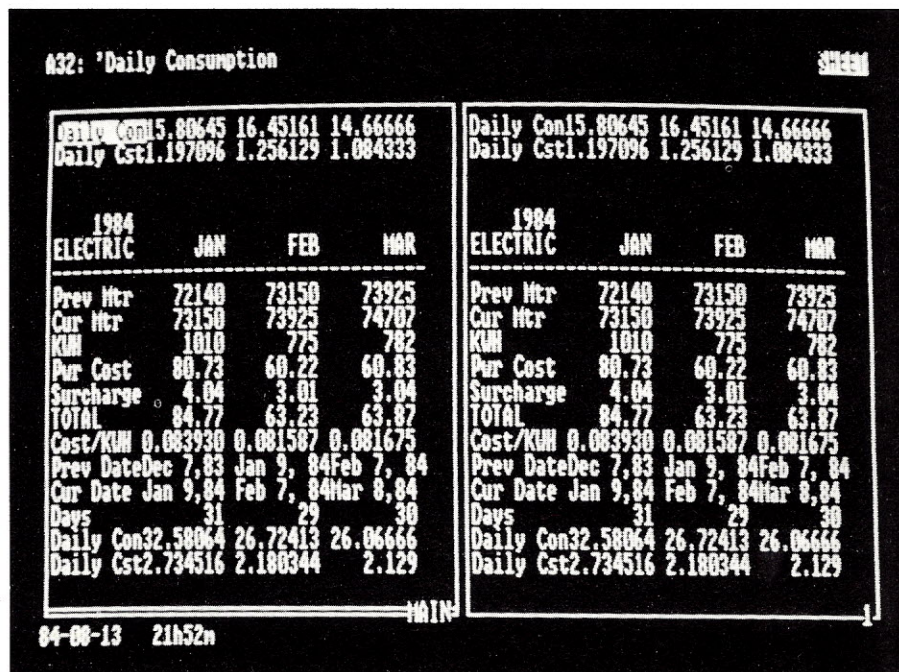 A32: 'Daily Consumption SHEET
Daily Con15.80645 16.45161 14.66666
Daily Cst1.197096 1.256129 1.084333
1984
ELECTRIC JAN FEB MAR
Prev Mtr 72140 73150 73925
Cur Mtr 73150 73925 74707
KWH 1010 775 782
Pwr Cost 80.73 60.22 60.83
Surcharge 4.04 3.01 3.04
TOTAL 84.77 63.23 63.87
Cost/KWH 0.083930 0.081587 0.081675
Prev DateDec 7,83 Jan 9, 84Feb 7, 84
Cur Date Jan 9,84 Feb 7, 84Mar 8,84
Days 31 29 30
Daily Con32.58064 26.72413 26.06666
Daily Cst2.734516 2.180344 2.129
MAIN
Daily Con15.80645 16.45161 14.66666
Daily Cst1.197096 1.256129 1.084333
1984
ELECTRIC JAN FEB MAR
Prev Mtr 72140 73150 73925
Cur Mtr 73150 73925 74707
KWH 1010 775 782
Pwr Cost 80.73 60.22 60.83
Surcharge 4.04 3.01 3.04
TOTAL 84.77 63.23 63.87
Cost/KWH 0.083930 0.081587 0.081675
Prev DateDec 7,83 Jan 9, 84Feb 7, 84
Cur Date Jan 9,84 Feb 7, 84Mar 8,84
Days 31 29 30
Daily Con32.58064 26.72413 26.06666
Daily Cst2.734516 2.180344 2.129
1
84-08-13 21h52m